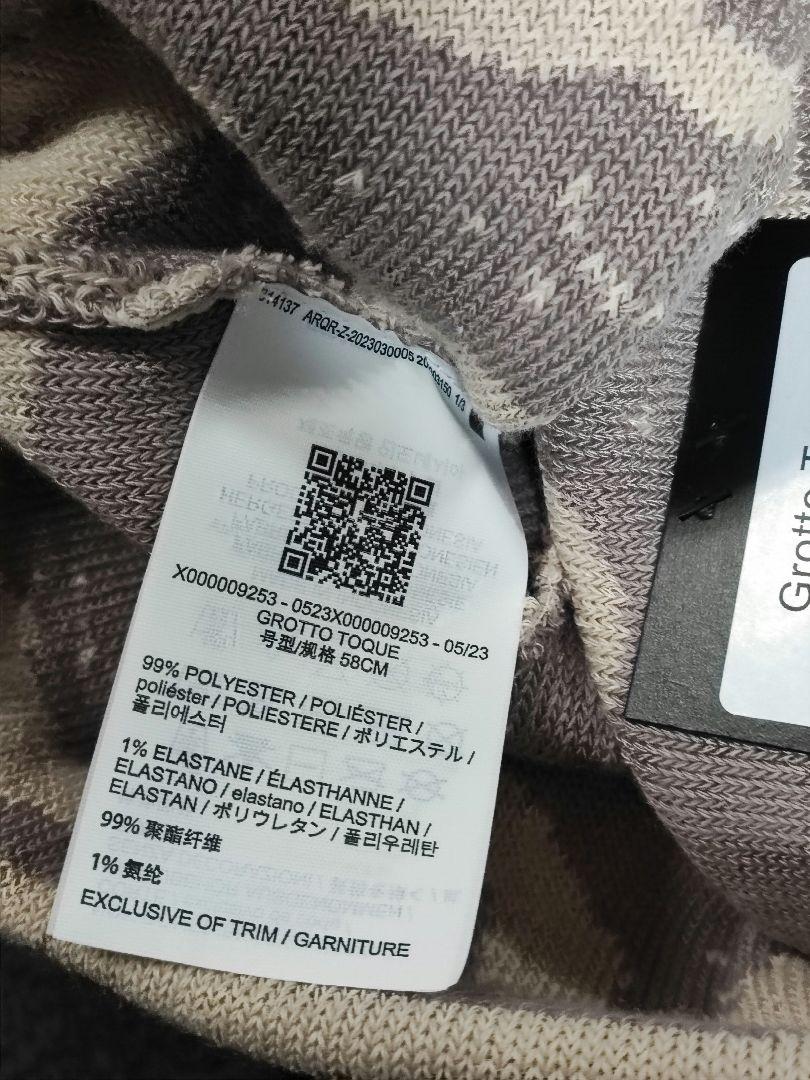 ARQR-Z-2023030005 1/3
X000009253 - 0523X000009253 - 05/23
GROTTO TOQUE
号型/规格 58CM
99% POLYESTER / POLIÉSTER /
poliéster / POLIESTERE / ポリエステル /
폴리에스터
1% ELASTANE / ÉLASTHANNE /
ELASTANO / elastano / ELASTHAN /
ELASTAN / ポリウレタン / 폴리우레탄
99% 聚酯纤维
1% 氨纶
EXCLUSIVE OF TRIM / GARNITURE
Grotto